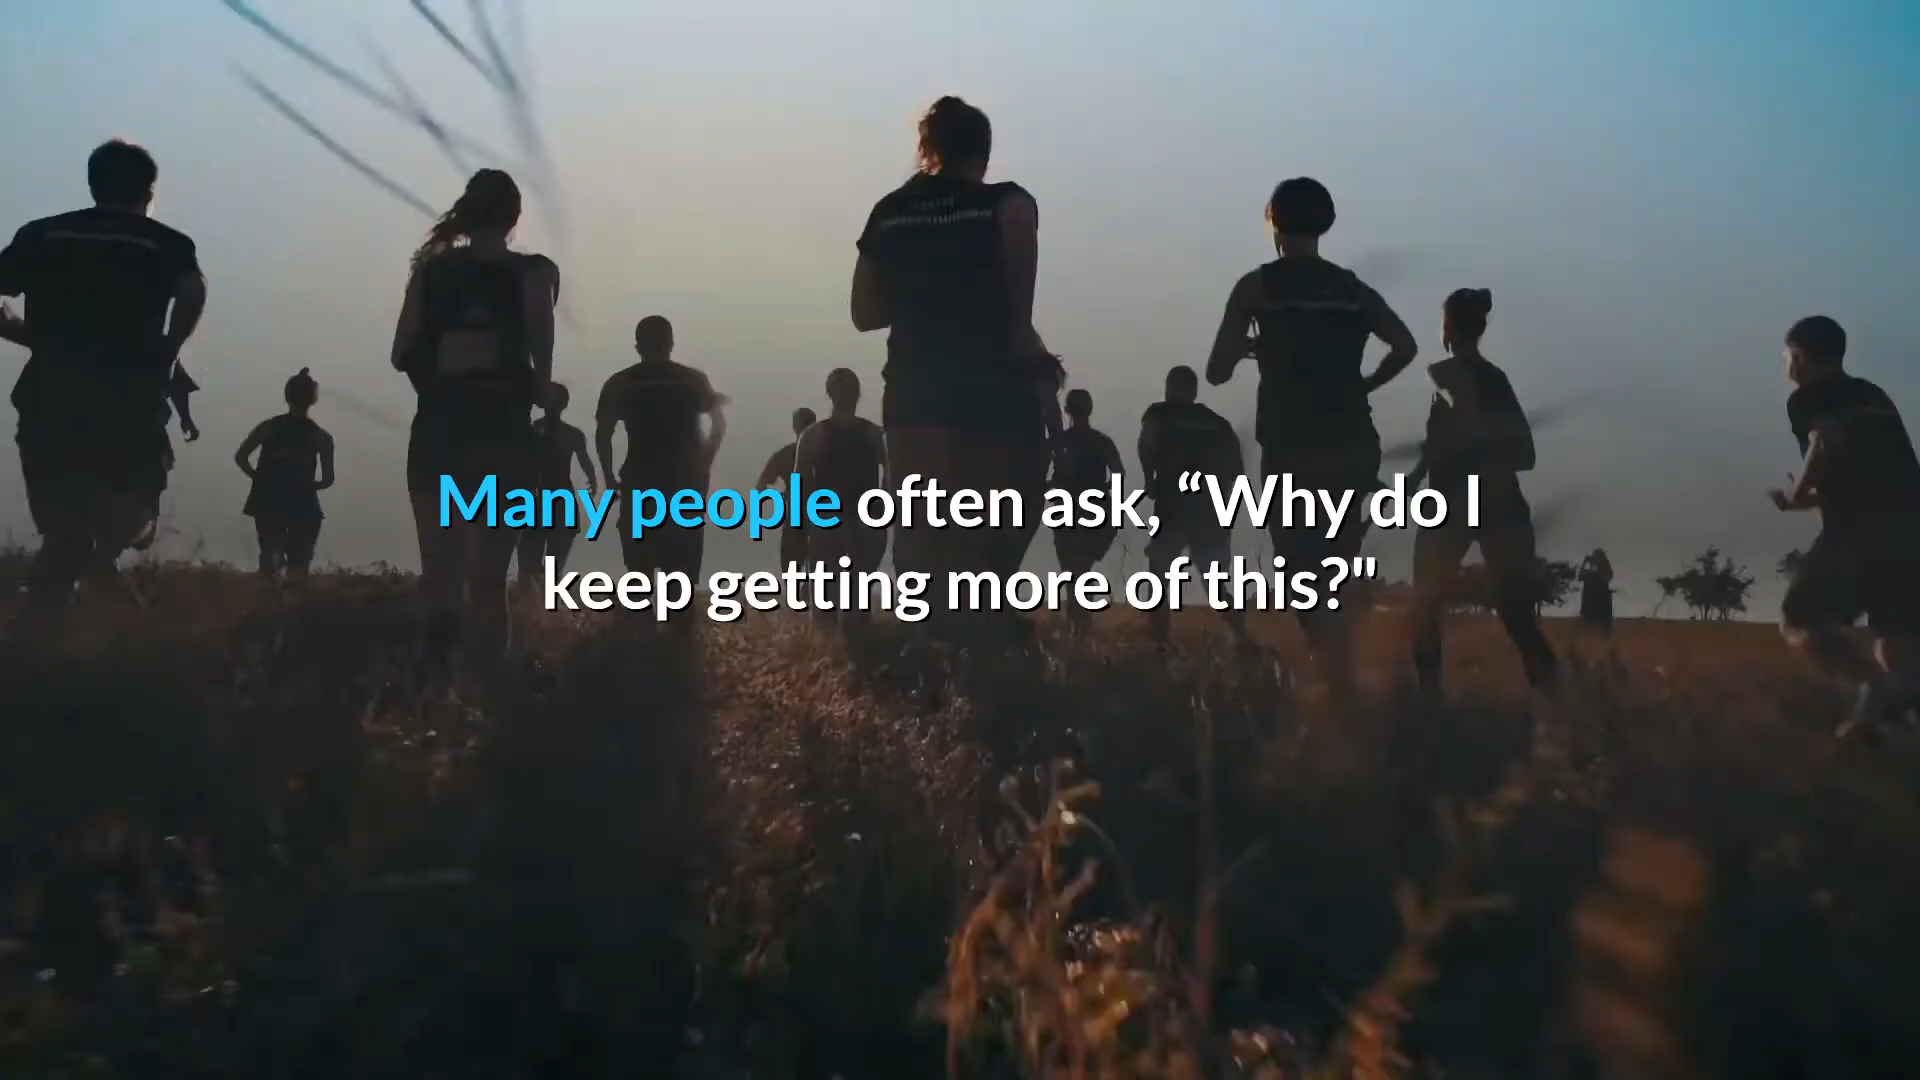 Many people often ask, “Why do I
keep getting more of this?"